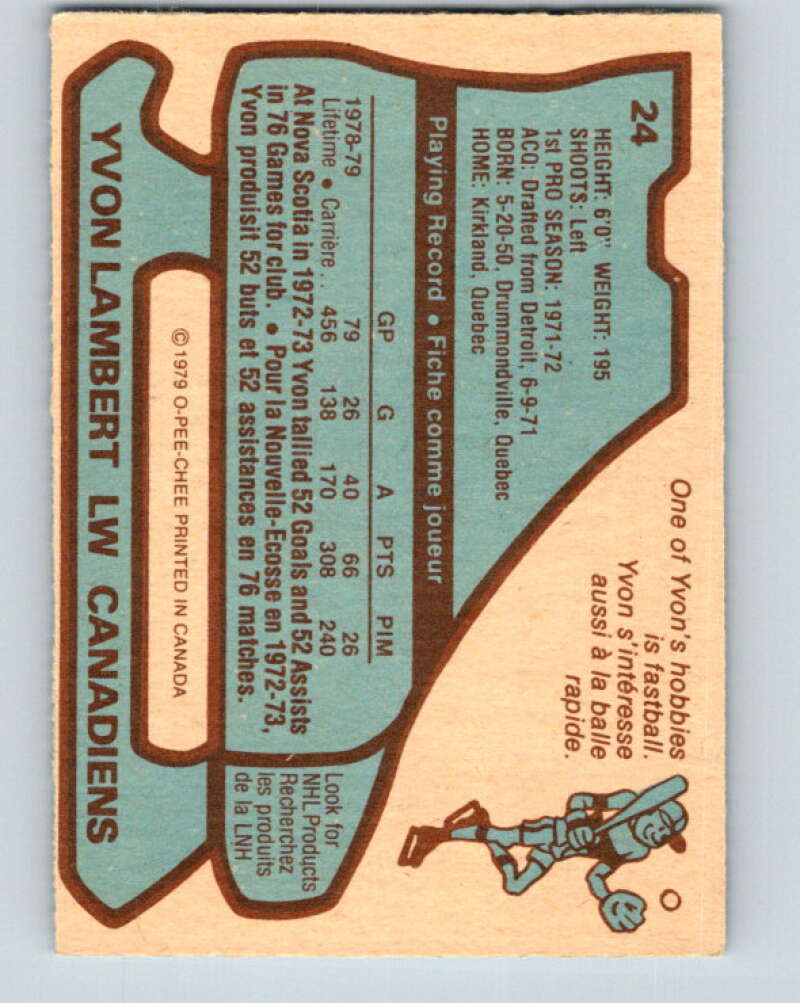 24
HEIGHT: 6'0" WEIGHT: 195
SHOOTS: Left
1st PRO SEASON: 1971-72
ACQ: Drafted from Detroit, 6-9-71
BORN: 5-20-50, Drummondville, Quebec
HOME: Kirkland, Quebec
One of Yvon's hobbies
is fastball.
Yvon s'intéresse
aussi à la balle
rapide.
Playing Record • Fiche comme joueur
GP G A PTS PIM
1978-79 79 26 40 66 26
Lifetime • Carrière . . 456 138 170 308 240
At Nova Scotia in 1972-73 Yvon tallied 52 Goals and 52 Assists
in 76 Games for club. • Pour la Nouvelle-Ecosse en 1972-73,
Yvon produisit 52 buts et 52 assistances en 76 matches.
Look for
NHL Products
Recherchez
les produits
de la LNH
©1979 O-PEE-CHEE PRINTED IN CANADA
YVON LAMBERT LW CANADIENS